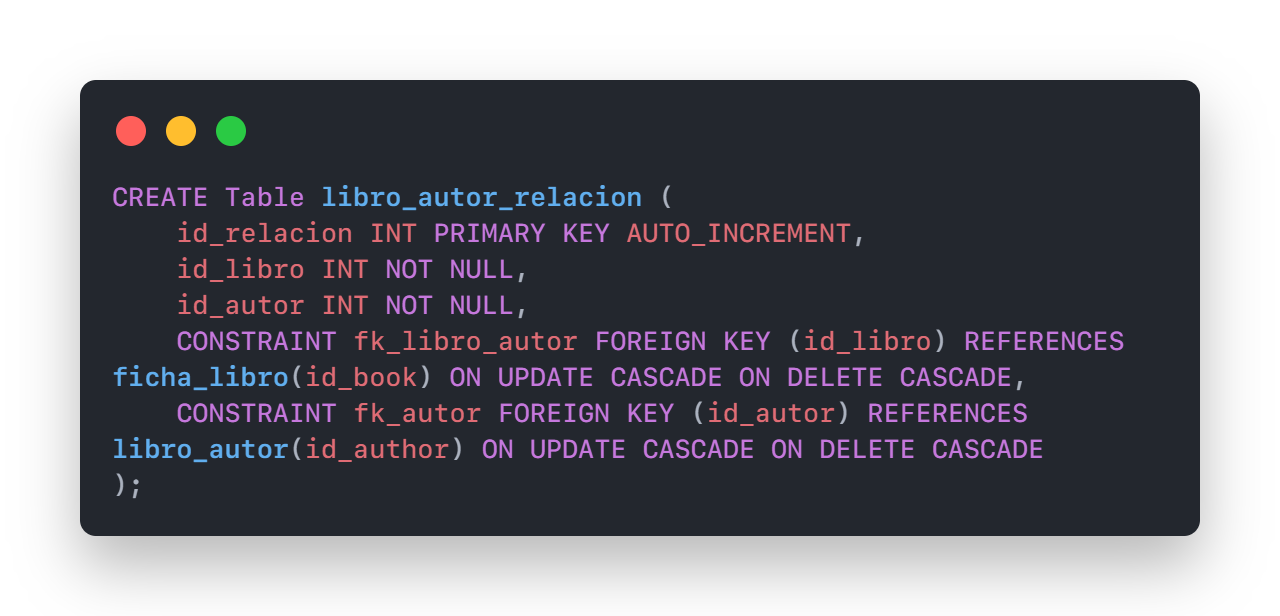 CREATE Table libro_autor_relacion (
    id_relacion INT PRIMARY KEY AUTO_INCREMENT,
    id_libro INT NOT NULL,
    id_autor INT NOT NULL,
    CONSTRAINT fk_libro_autor FOREIGN KEY (id_libro) REFERENCES
ficha_libro(id_book) ON UPDATE CASCADE ON DELETE CASCADE,
    CONSTRAINT fk_autor FOREIGN KEY (id_autor) REFERENCES
libro_autor(id_author) ON UPDATE CASCADE ON DELETE CASCADE
);